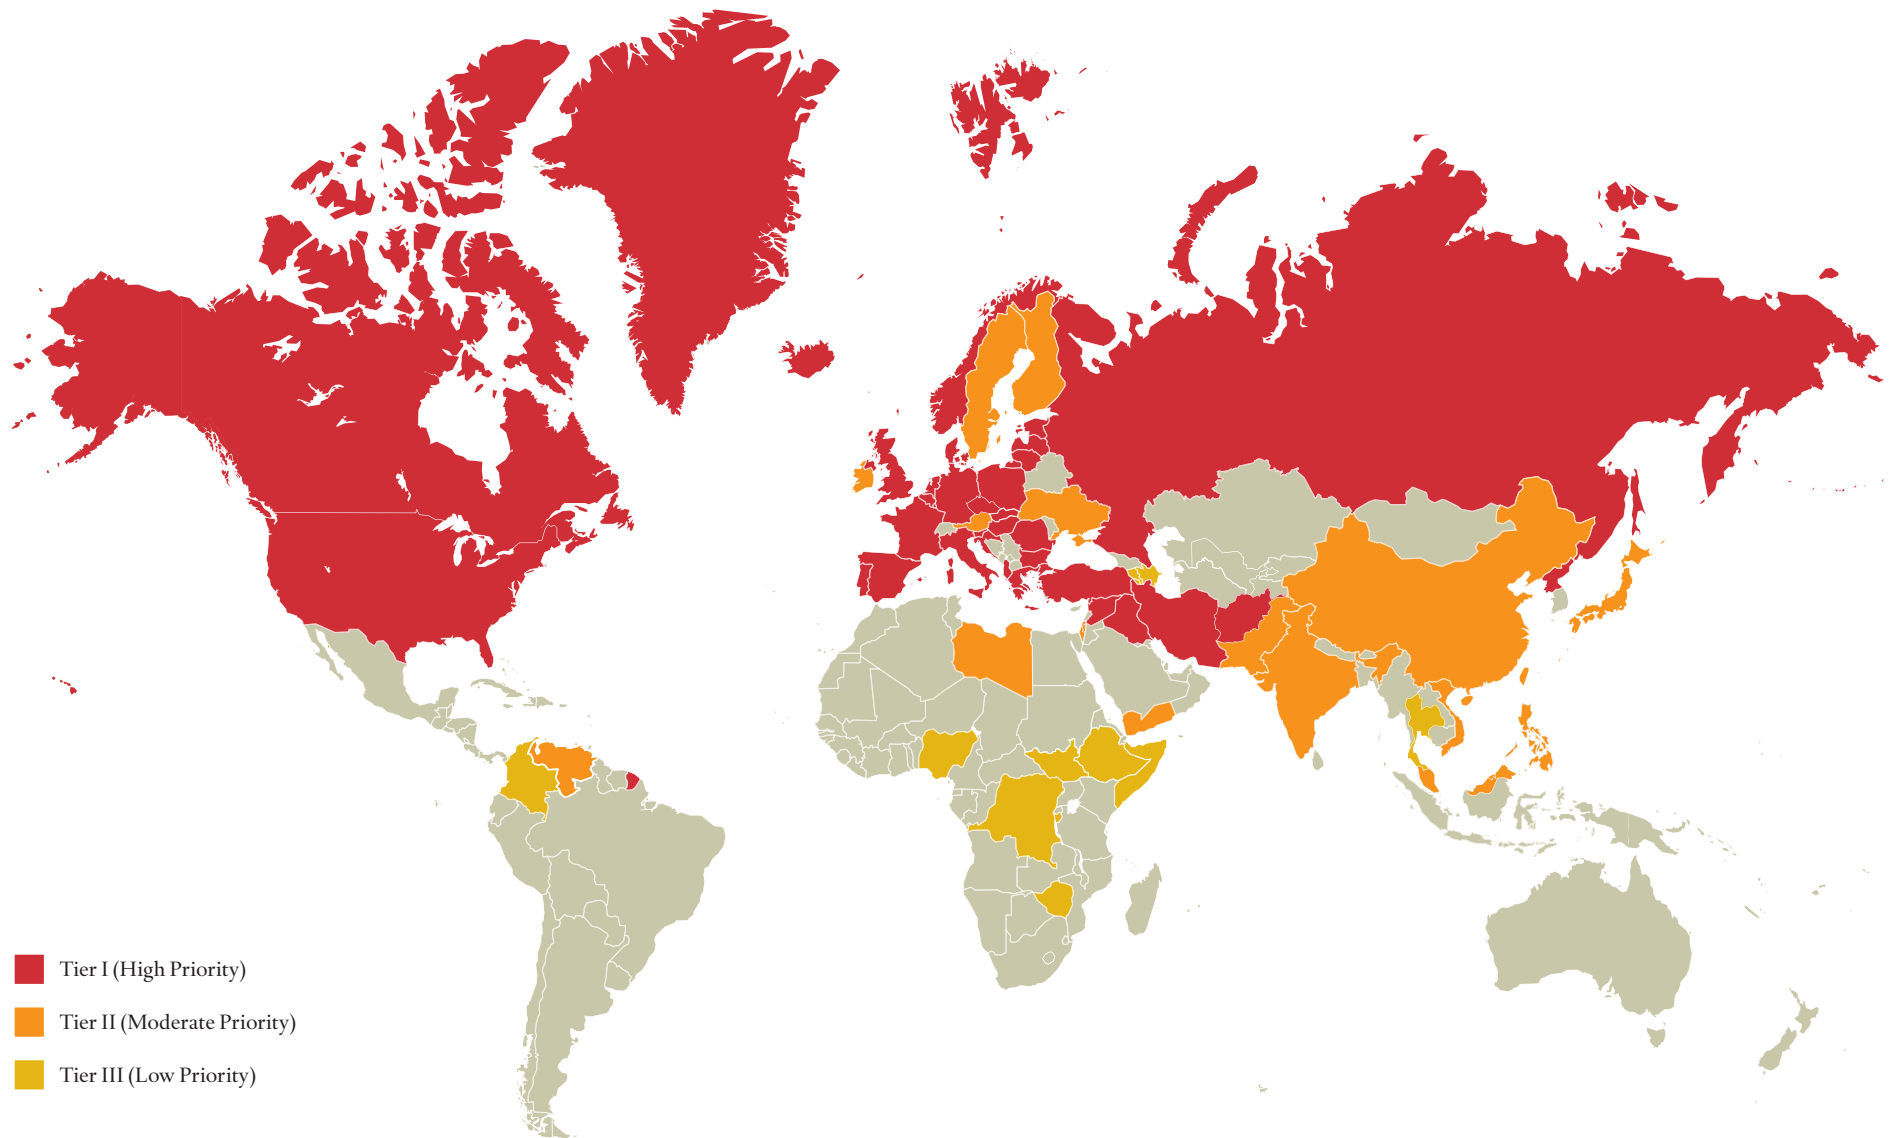 Tier I (High Priority)
Tier II (Moderate Priority)
Tier III (Low Priority)